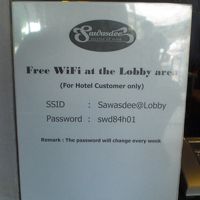 Sawasdee
Free WiFi at the Lobby area
(For Hotel Customer only)
SSID : Sawasdee@Lobby
Password : swd84h01
Remark : The password will change every week